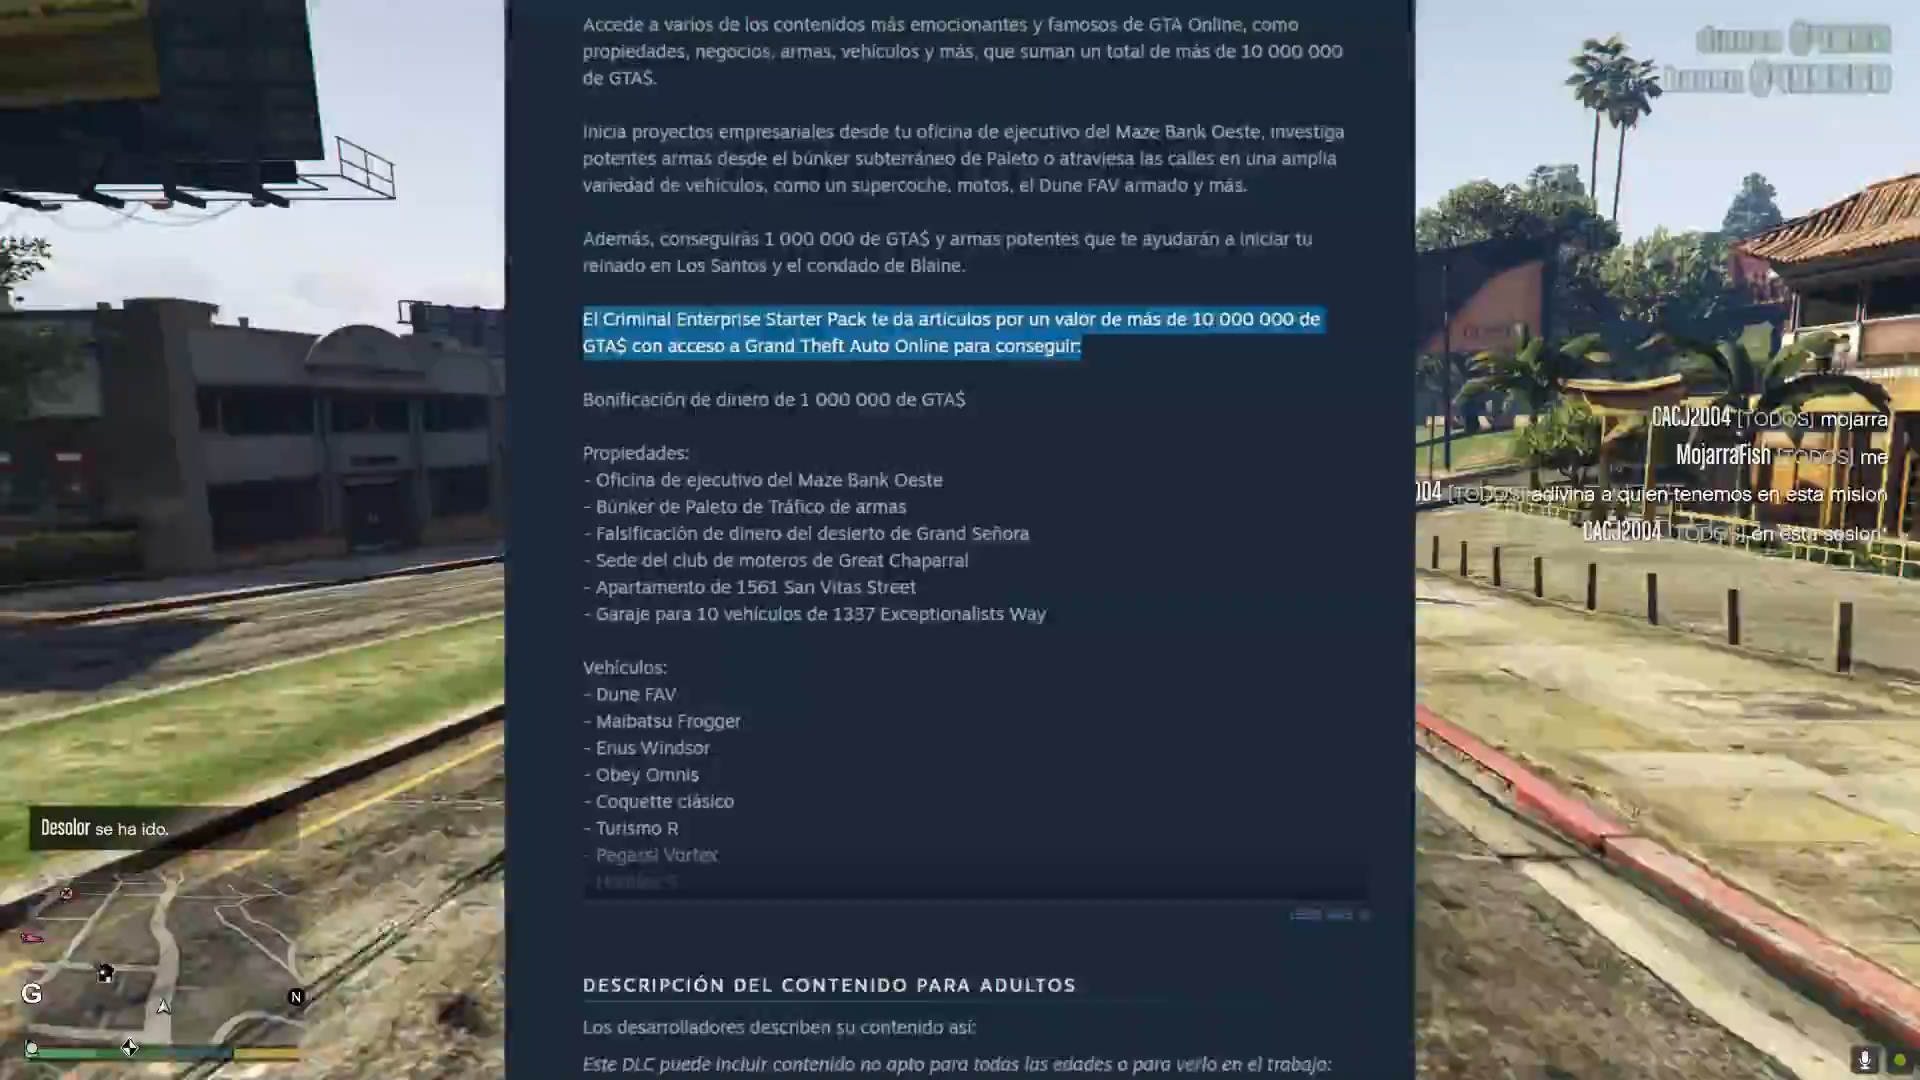 Accede a varios de los contenidos más emocionantes y famosos de GTA Online, como
propiedades, negocios, armas, vehículos y más, que suman un total de más de 10 000 000
de GTA$.
Inicia proyectos empresariales desde tu oficina de ejecutivo del Maze Bank Oeste, investiga
potentes armas desde el búnker subterráneo de Paleto o atraviesa las calles en una amplia
variedad de vehículos, como un supercoche, motos, el Dune FAV armado y más.
Además, conseguirás 1 000 000 de GTA$ y armas potentes que te ayudarán a iniciar tu
reinado en Los Santos y el condado de Blaine.
El Criminal Enterprise Starter Pack te da artículos por un valor de más de 10 000 000 de
GTA$ con acceso a Grand Theft Auto Online para conseguir:
Bonificación de dinero de 1 000 000 de GTA$
Propiedades:
- Oficina de ejecutivo del Maze Bank Oeste
- Búnker de Paleto de Tráfico de armas
- Falsificación de dinero del desierto de Grand Señora
- Sede del club de moteros de Great Chaparral
- Apartamento de 1561 San Vitas Street
- Garaje para 10 vehículos de 1337 Exceptionalists Way
Vehículos:
- Dune FAV
- Maibatsu Frogger
- Enus Windsor
- Obey Omnis
- Coquette clásico
- Turismo R
- Pegassi Vortex
DESCRIPCIÓN DEL CONTENIDO PARA ADULTOS
Los desarrolladores describen su contenido así:
Este DLC puede incluir contenido no apto para todas las edades o para verlo en el trabajo:
CACJ2004 [TODOS] mojarra
MojarraFish [TODOS] me
004 [TODOS] adivina a quien tenemos en esta mision
CACJ2004 [TODOS] en esta sesion*
Desolor se ha ido.
G
N